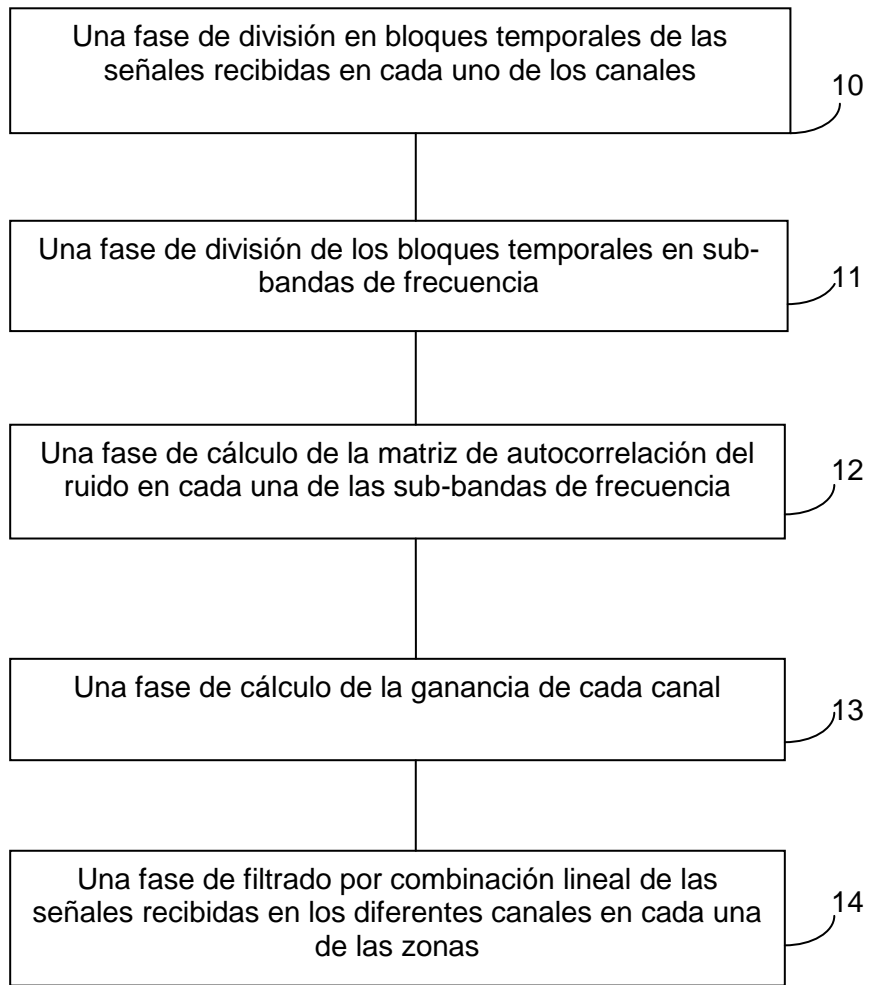 Una fase de división en bloques temporales de las
señales recibidas en cada uno de los canales
10
Una fase de división de los bloques temporales en sub-
bandas de frecuencia
11
Una fase de cálculo de la matriz de autocorrelación del
ruido en cada una de las sub-bandas de frecuencia
12
Una fase de cálculo de la ganancia de cada canal
13
Una fase de filtrado por combinación lineal de las
señales recibidas en los diferentes canales en cada una
de las zonas
14